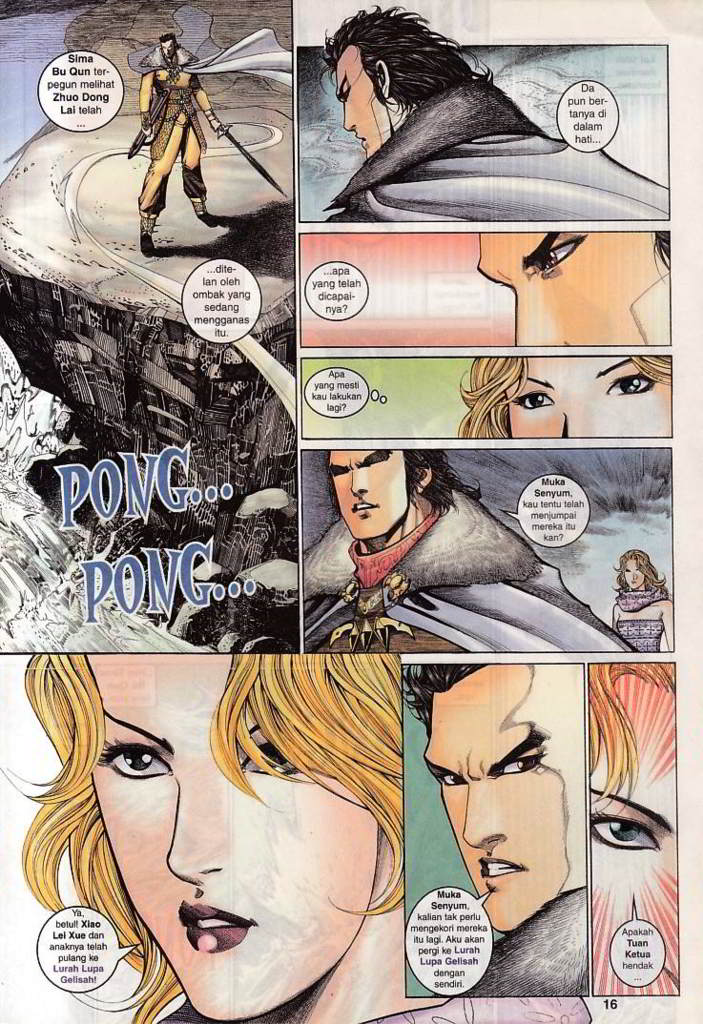 Sima
Bu Qun ter-
pegun melihat
Zhuo Dong
Lai telah
...
...dite-
lan oleh
ombak yang
sedang
mengganas
itu.
PONG...
PONG...
Da
pun ber-
tanya di
dalam
hati...
...apa
yang telah
dicapai-
nya?
Apa
yang mesti
kau lakukan
lagi?
Muka
Senyum,
kau tentu telah
menjumpai
mereka itu
kan?
Ya,
betul! Xiao
Lei Xue dan
anaknya telah
pulang ke
Lurah Lupa
Gelisah!
Muka
Senyum,
kalian tak perlu
mengekori mereka
itu lagi. Aku akan
pergi ke Lurah
Lupa Gelisah
dengan
sendiri.
Apakah
Tuan
Ketua
hendak
...
16